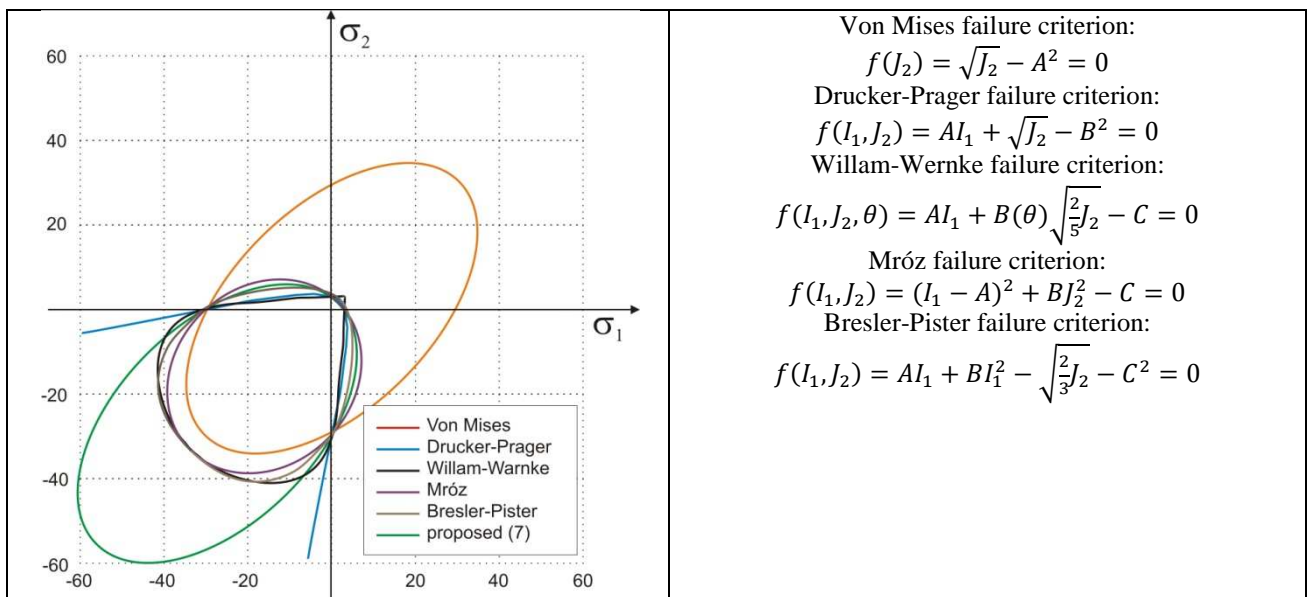 σ₂
60
40
20
0
-20
-40
-60
-60
-40
-20
20
40
60
σ₁
Von Mises
Drucker-Prager
Willam-Warnke
Mróz
Bresler-Pister
proposed (7)
Von Mises failure criterion:
f(J₂) = √J₂ − A² = 0
Drucker-Prager failure criterion:
f(I₁, J₂) = AI₁ + √J₂ − B² = 0
Willam-Wernke failure criterion:
f(I₁, J₂, θ) = AI₁ + B(θ)√(2/5 J₂) − C = 0
Mróz failure criterion:
f(I₁, J₂) = (I₁ − A)² + BJ₂² − C = 0
Bresler-Pister failure criterion:
f(I₁, J₂) = AI₁ + BI₁² − √(2/3 J₂) − C² = 0